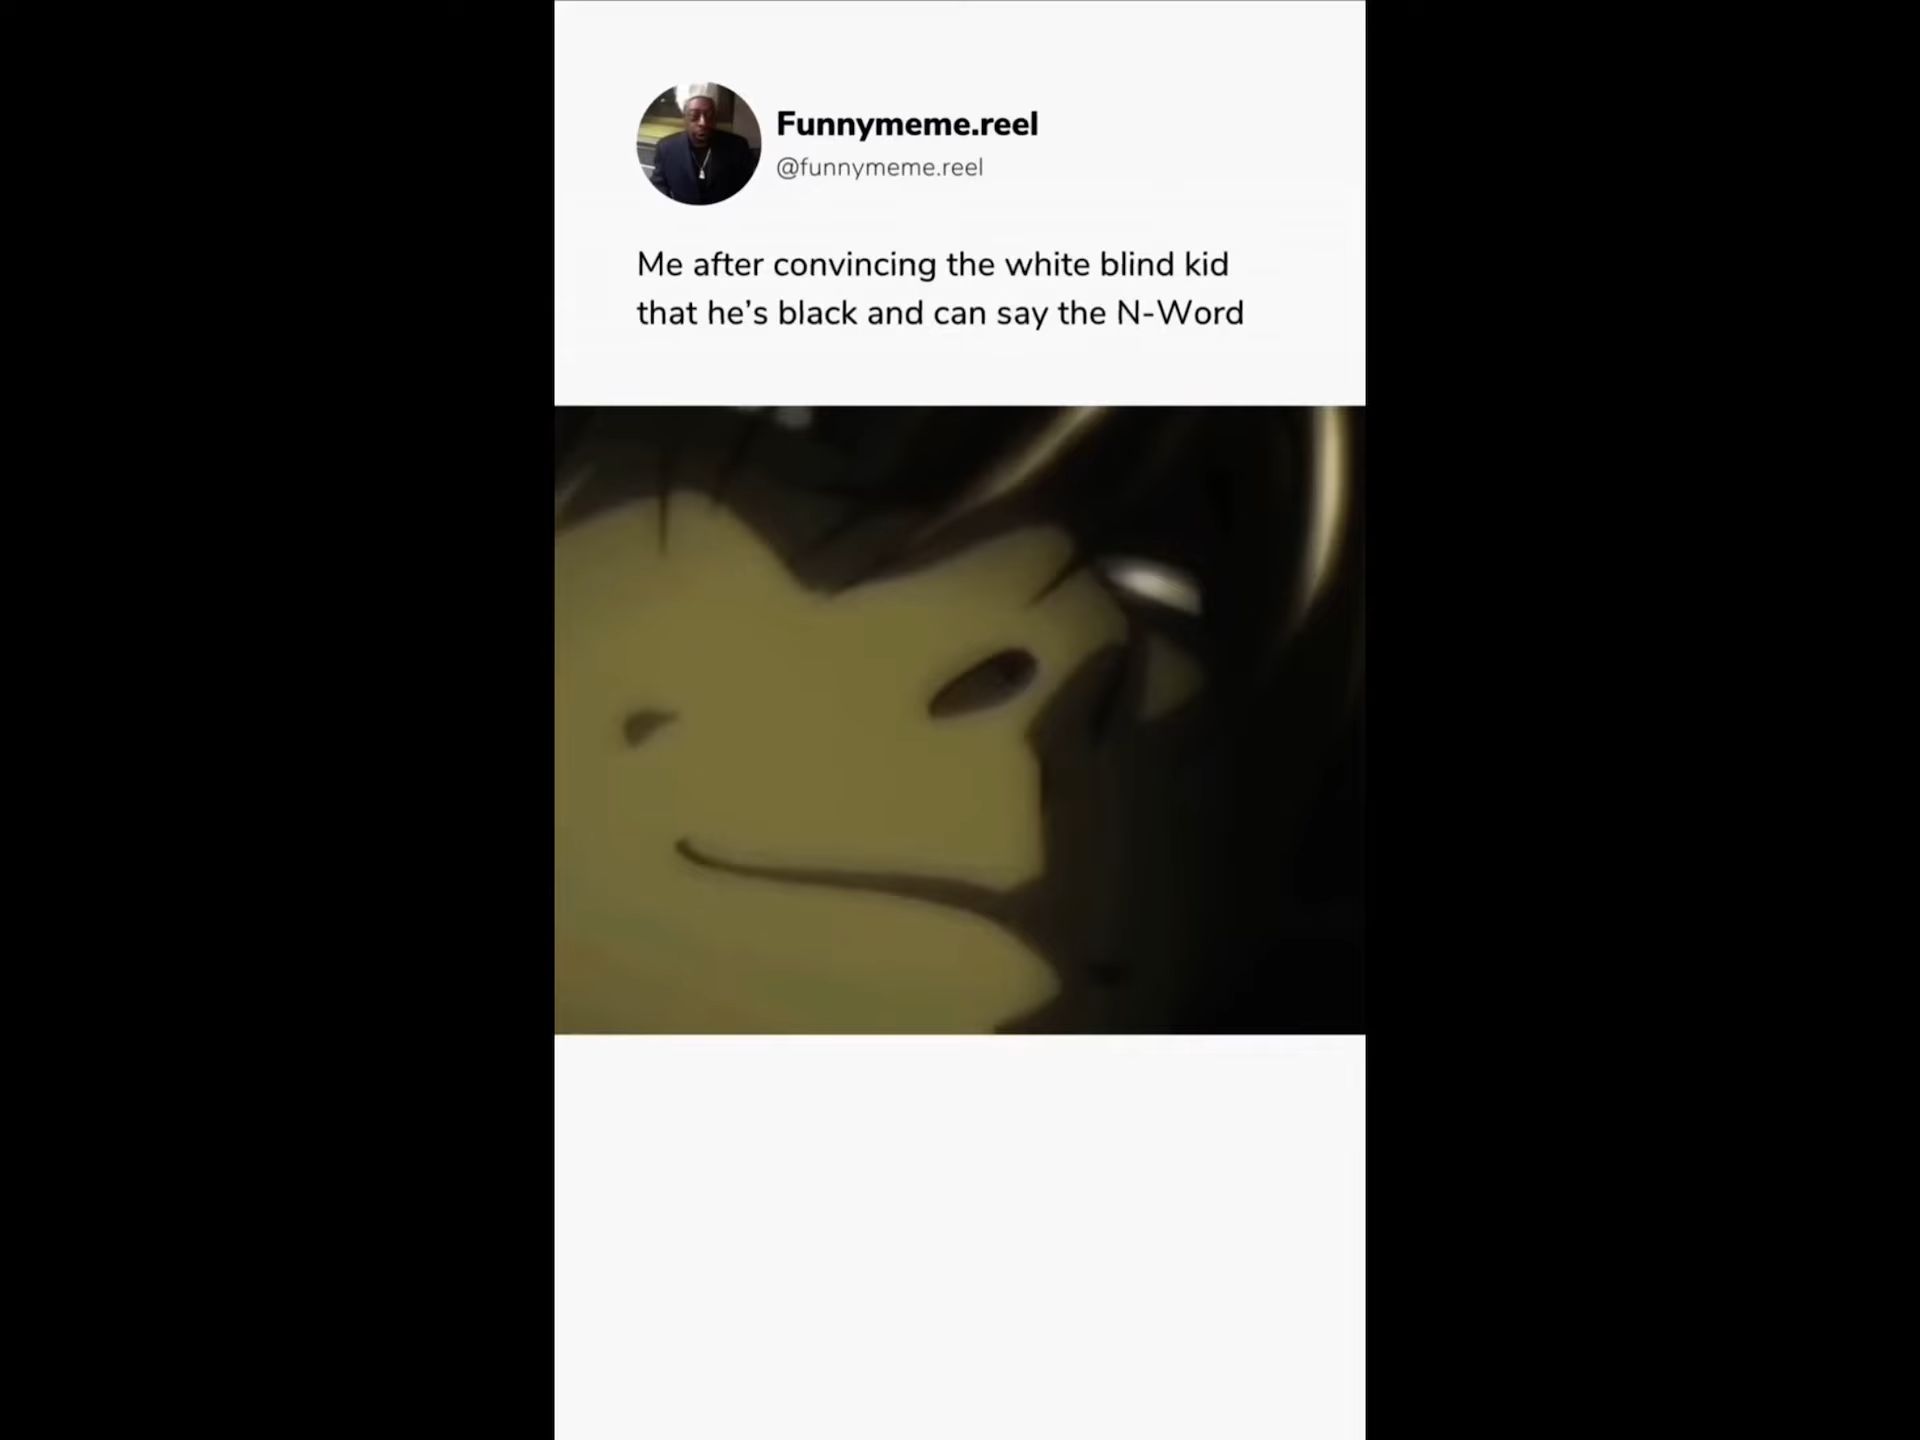 Funnymeme.reel
@funnymeme.reel
Me after convincing the white blind kid
that he’s black and can say the N-Word